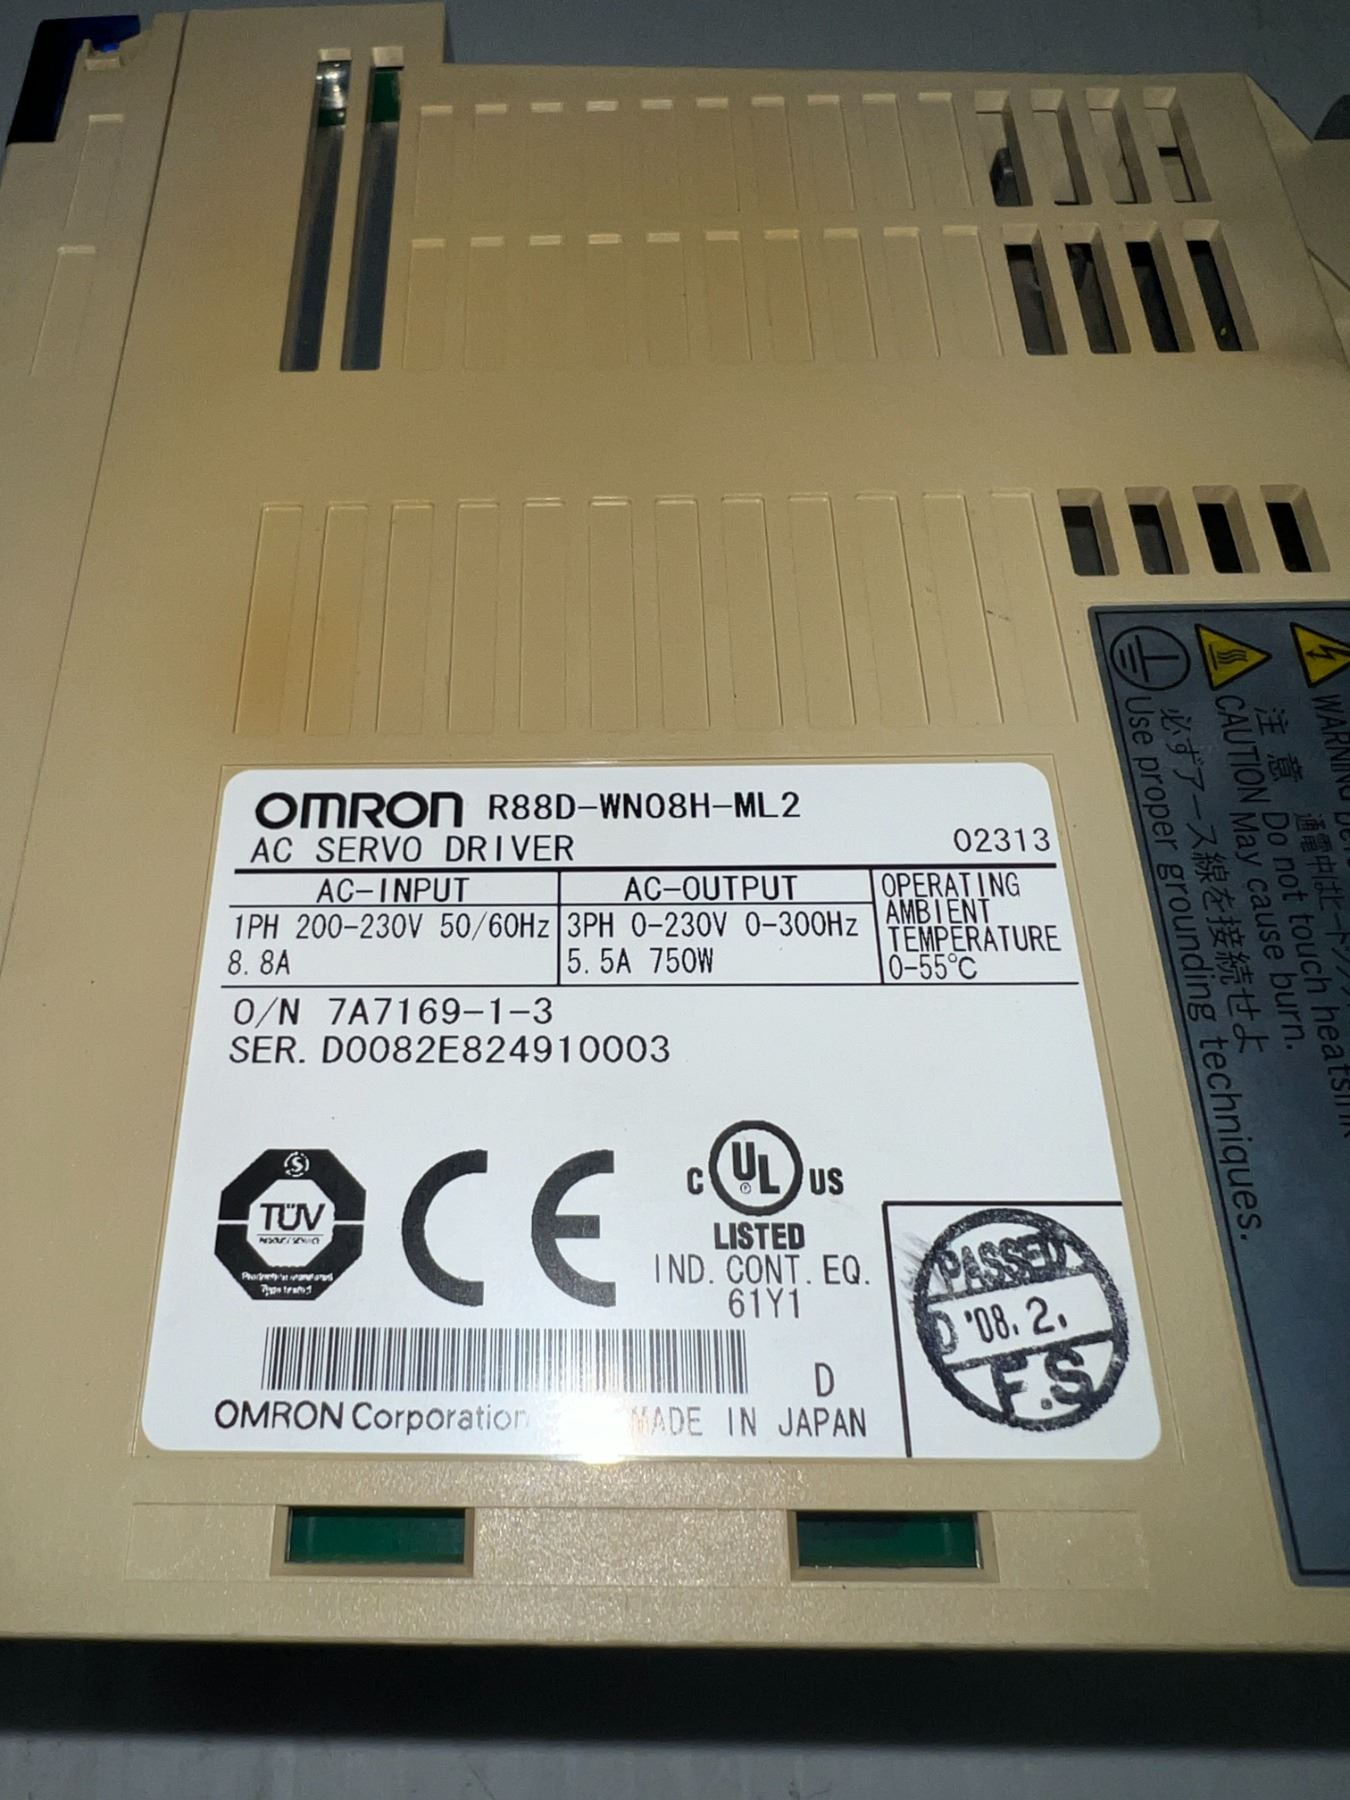 OMRON R88D-WN08H-ML2
AC SERVO DRIVER 02313
AC-INPUT
1PH 200-230V 50/60Hz
8.8A
AC-OUTPUT
3PH 0-230V 0-300Hz
5.5A 750W
OPERATING
AMBIENT
TEMPERATURE
0-55℃
O/N 7A7169-1-3
SER. D0082E824910003
S
TÜV
CE
C UL US
LISTED
IND. CONT. EQ.
61Y1
D
OMRON Corporation MADE IN JAPAN
PASSED
D '08.2.
F.S
WARNING
注 意
CAUTION
Do not touch heatsink
May cause burn.
必ずアース線を接続せよ
Use proper grounding techniques.